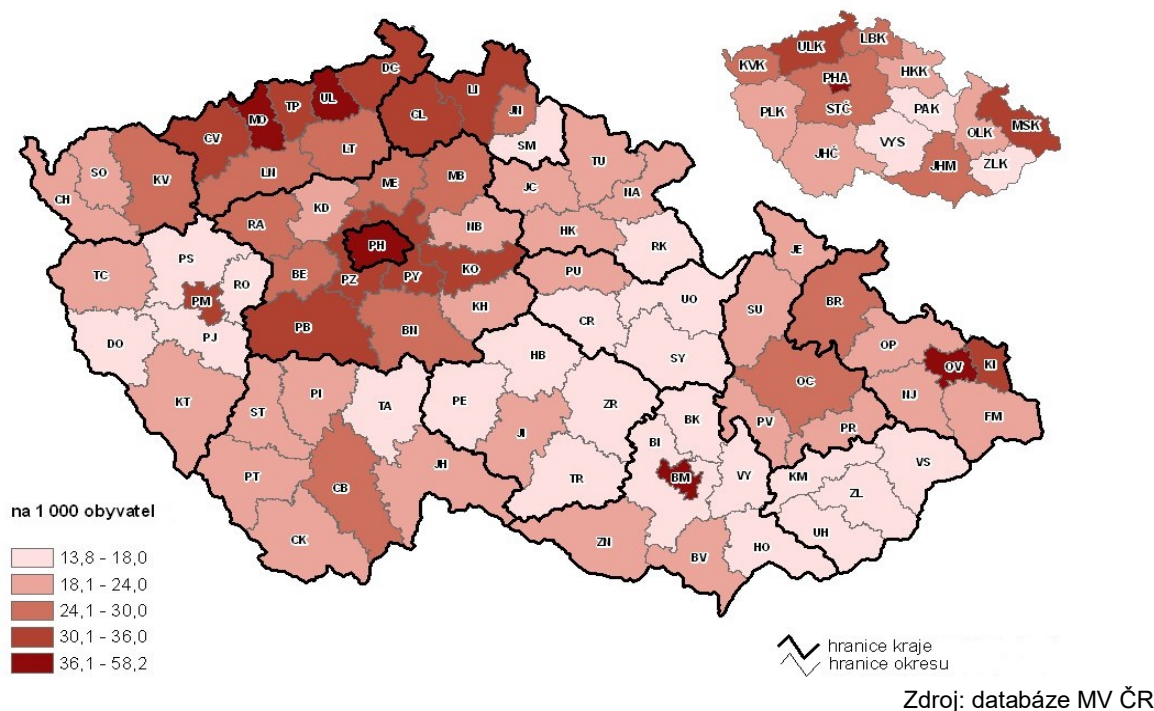 DC
LI
UL
TP
MO
CL
JN
CV
LT
SM
SO
KV
LN
ME
MB
TU
CH
JC
NA
KD
RA
NB
HK
PH
RK
PS
TC
BE
PZ
PY
KO
PU
RO
PM
UO
KH
CR
PB
BN
DO
PJ
HB
SY
KT
ST
PI
TA
PE
ZR
BK
JI
BI
PT
CB
JH
TR
BM
VY
CK
ZN
BV
HO
JE
BR
SU
OP
OV
KI
OC
NJ
FM
PV
PR
KM
VS
ZL
UH
ULK
LBK
KVK
HKK
PHA
STČ
PAK
PLK
OLK
MSK
VYS
JHČ
JHM
ZLK
na 1 000 obyvatel
13,8 - 18,0
18,1 - 24,0
24,1 - 30,0
30,1 - 36,0
36,1 - 58,2
hranice kraje
hranice okresu
Zdroj: databáze MV ČR